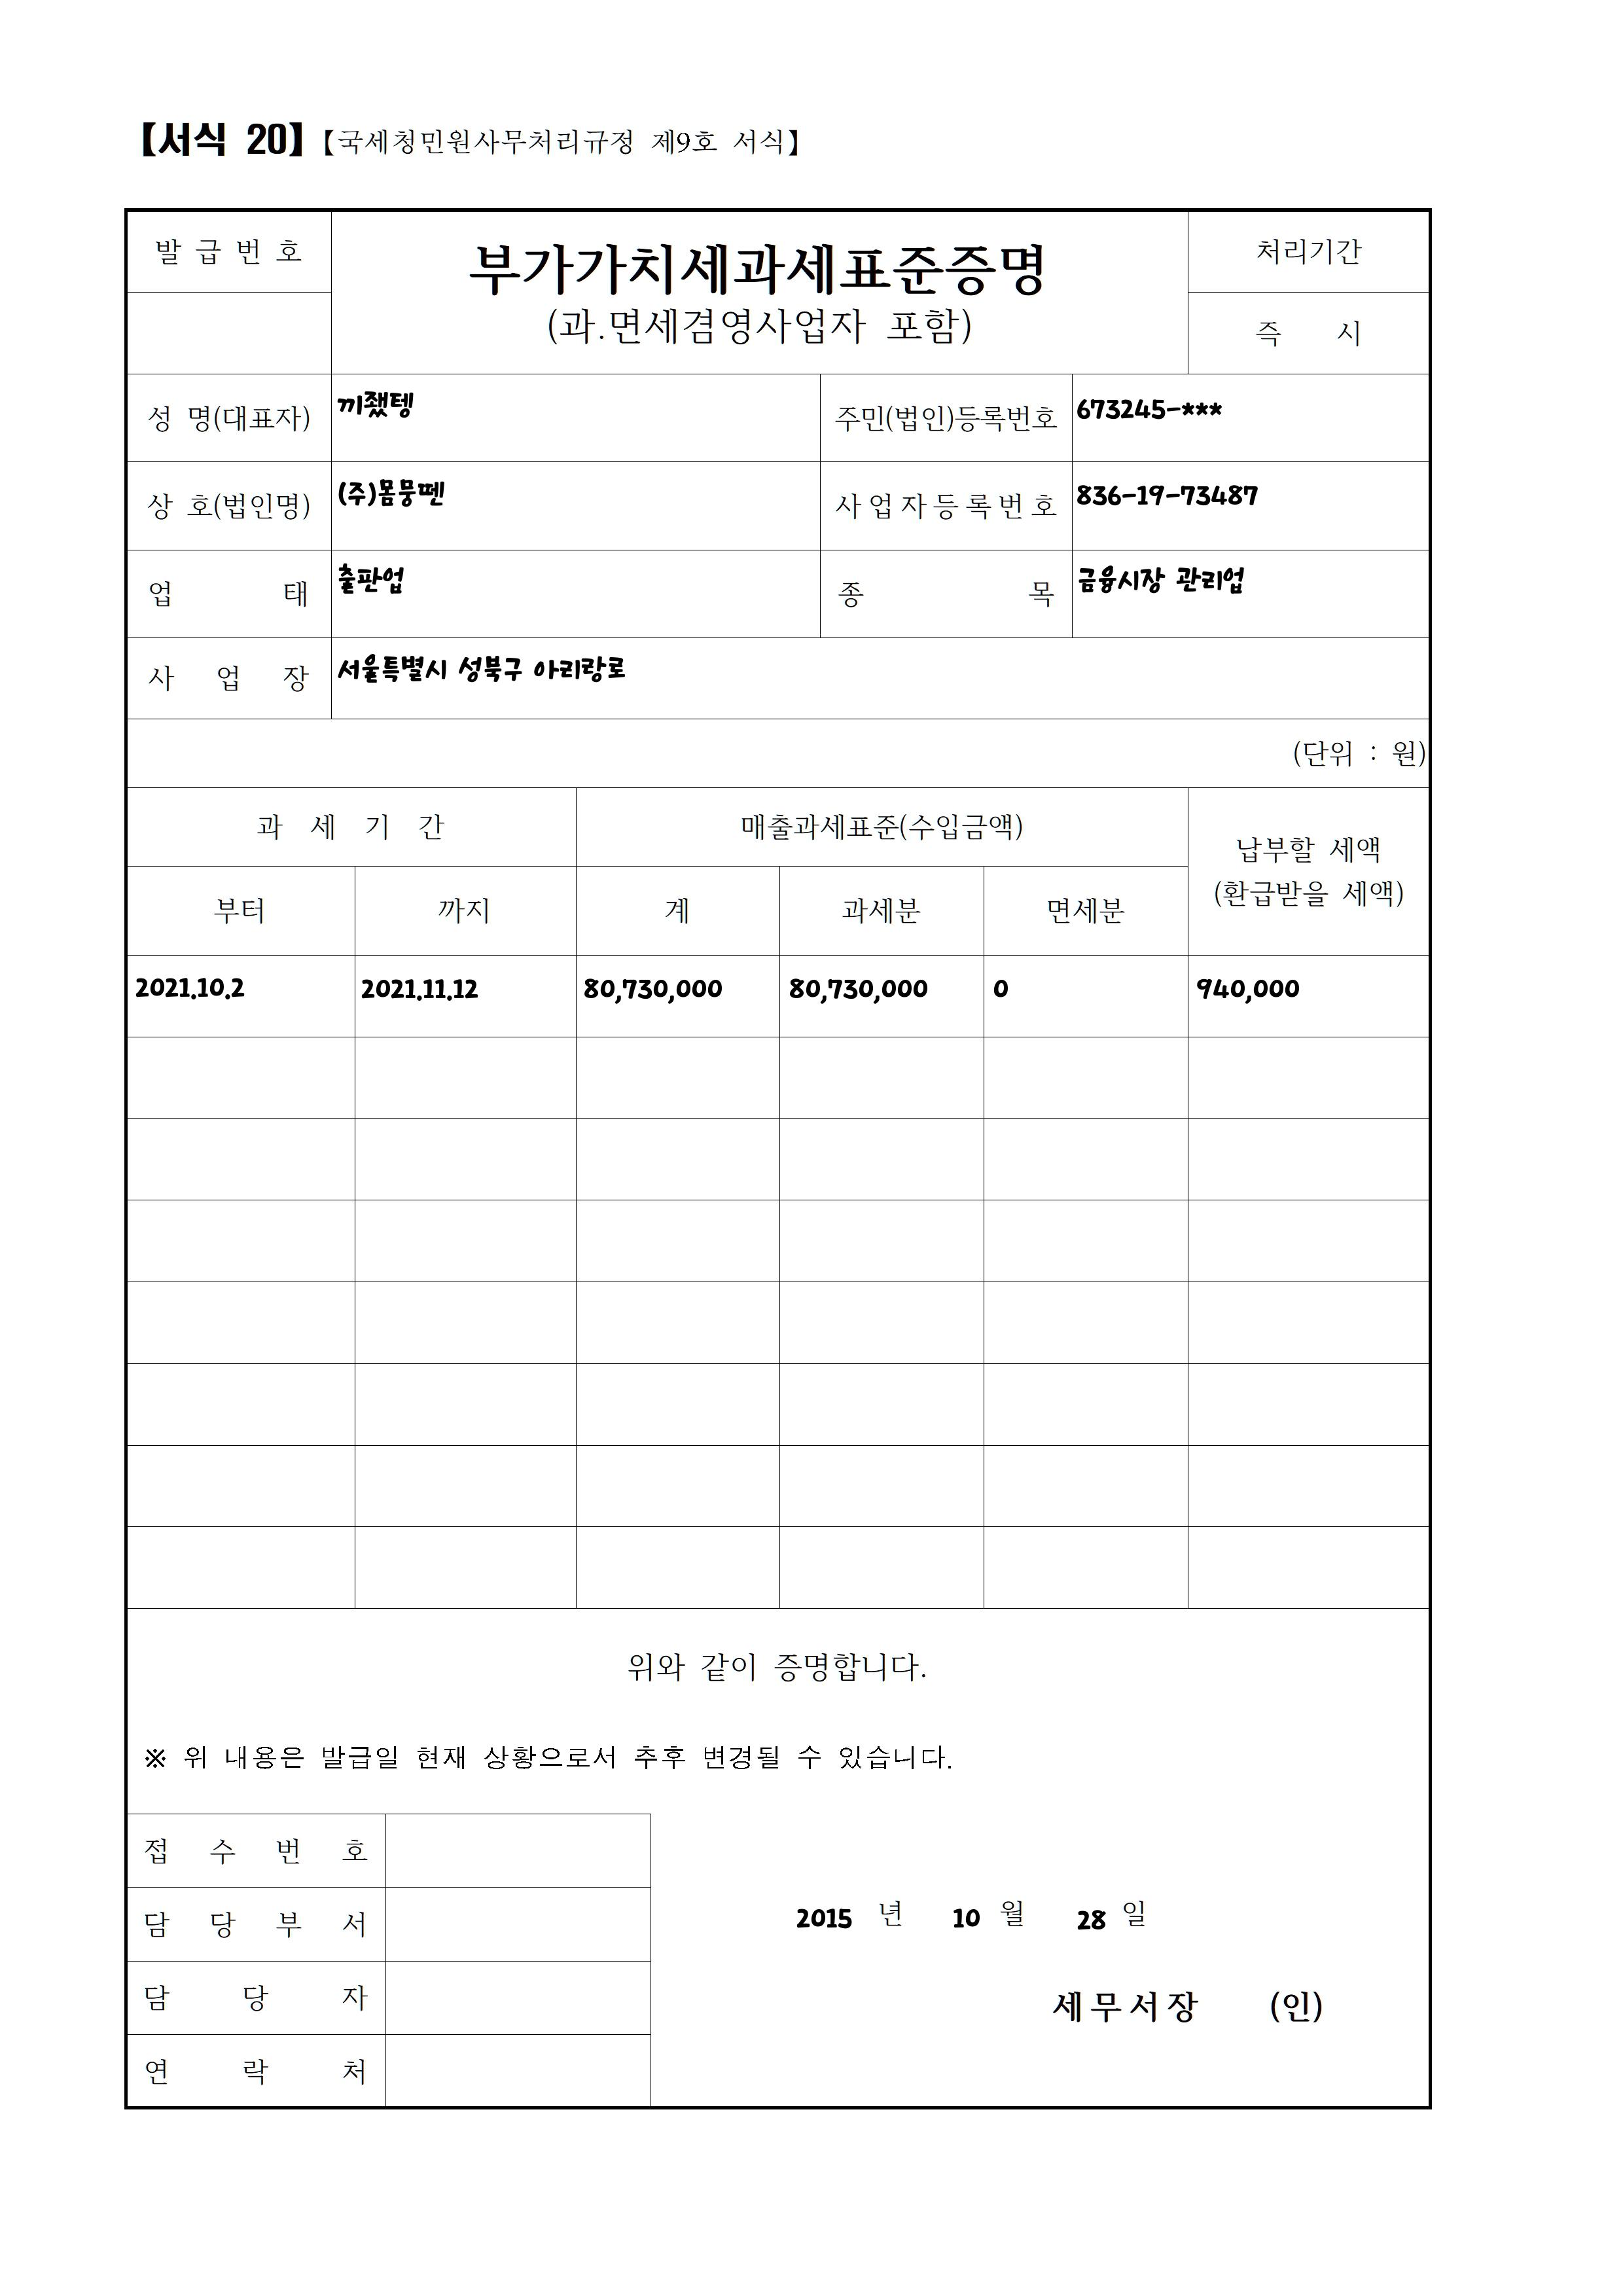 【서식 20】【국세청민원사무처리규정 제9호 서식】
발 급 번 호
부가가치세과세표준증명
(과.면세겸영사업자 포함)
처리기간
즉 시
성 명(대표자) 끼쟀텡 주민(법인)등록번호 673245-***
상 호(법인명) (주)몸뭉뗀 사업자등록번호 836-19-73487
업 태 출판업 종 목 금융시장 관리업
사 업 장 서울특별시 성북구 아리랑로
(단위 : 원)
과 세 기 간 매출과세표준(수입금액) 납부할 세액
(환급받을 세액)
부터 까지 계 과세분 면세분
2021.10.2 2021.11.12 80,730,000 80,730,000 0 940,000
위와 같이 증명합니다.
※ 위 내용은 발급일 현재 상황으로서 추후 변경될 수 있습니다.
접 수 번 호
담 당 부 서
담 당 자
연 락 처
2015 년 10 월 28 일
세무서장 (인)